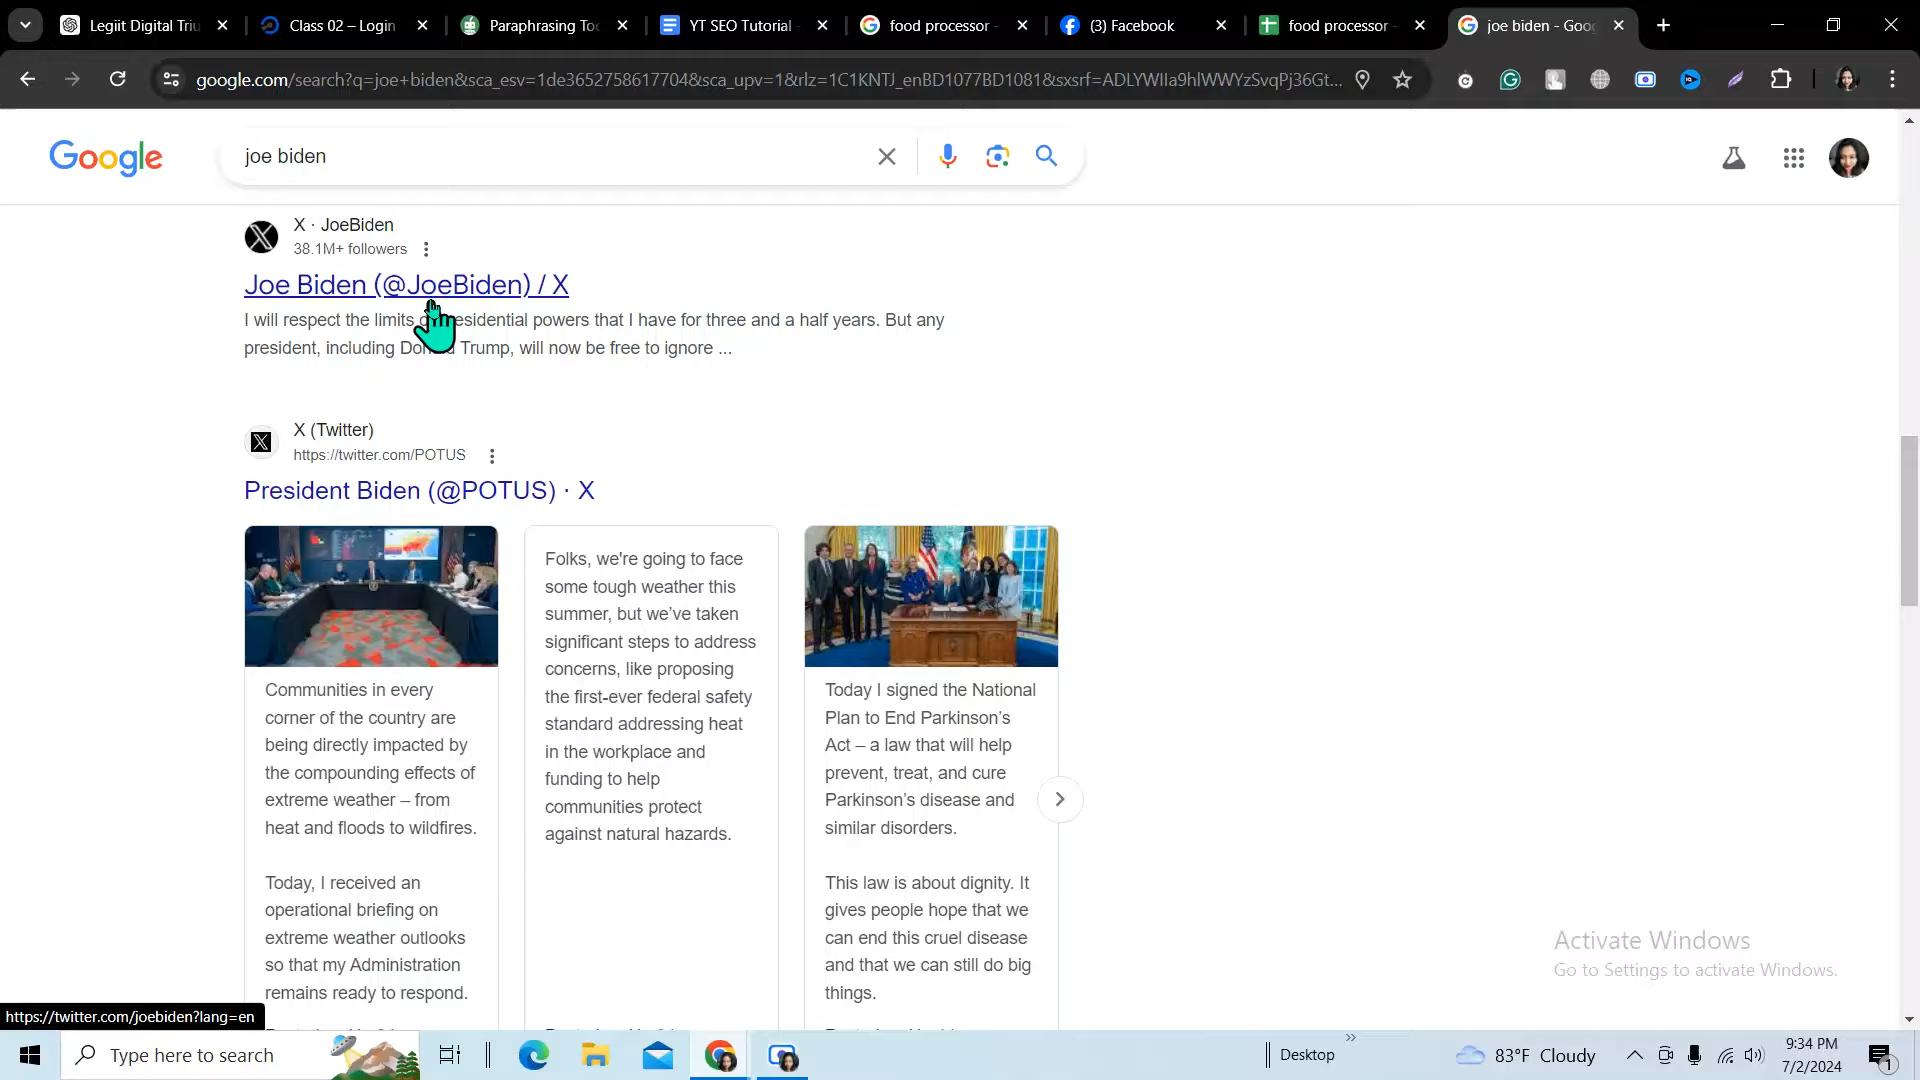 Legiit Digital Triu
Class 02 – Login
Paraphrasing Too
YT SEO Tutorial -
food processor -
(3) Facebook
food processor -
joe biden - Goog
google.com/search?q=joe+biden&sca_esv=1de365275861​7704&sca_upv=1&rlz=1C1KNTJ_enBD1077BD1081&sxsrf=ADLYWIIa9hlWWYzSvqPj36Gt...
Google
joe biden
X · JoeBiden
38.1M+ followers
Joe Biden (@JoeBiden) / X
I will respect the limits presidential powers that I have for three and a half years. But any
president, including Donald Trump, will now be free to ignore ...
X (Twitter)
https://twitter.com/POTUS
President Biden (@POTUS) · X
Communities in every
corner of the country are
being directly impacted by
the compounding effects of
extreme weather – from
heat and floods to wildfires.
Today, I received an
operational briefing on
extreme weather outlooks
so that my Administration
remains ready to respond.
Folks, we're going to face
some tough weather this
summer, but we've taken
significant steps to address
concerns, like proposing
the first-ever federal safety
standard addressing heat
in the workplace and
funding to help
communities protect
against natural hazards.
Today I signed the National
Plan to End Parkinson's
Act – a law that will help
prevent, treat, and cure
Parkinson's disease and
similar disorders.
This law is about dignity. It
gives people hope that we
can end this cruel disease
and that we can still do big
things.
Activate Windows
Go to Settings to activate Windows.
https://twitter.com/joebiden?lang=en
Type here to search
Desktop
83°F Cloudy
9:34 PM
7/2/2024
1